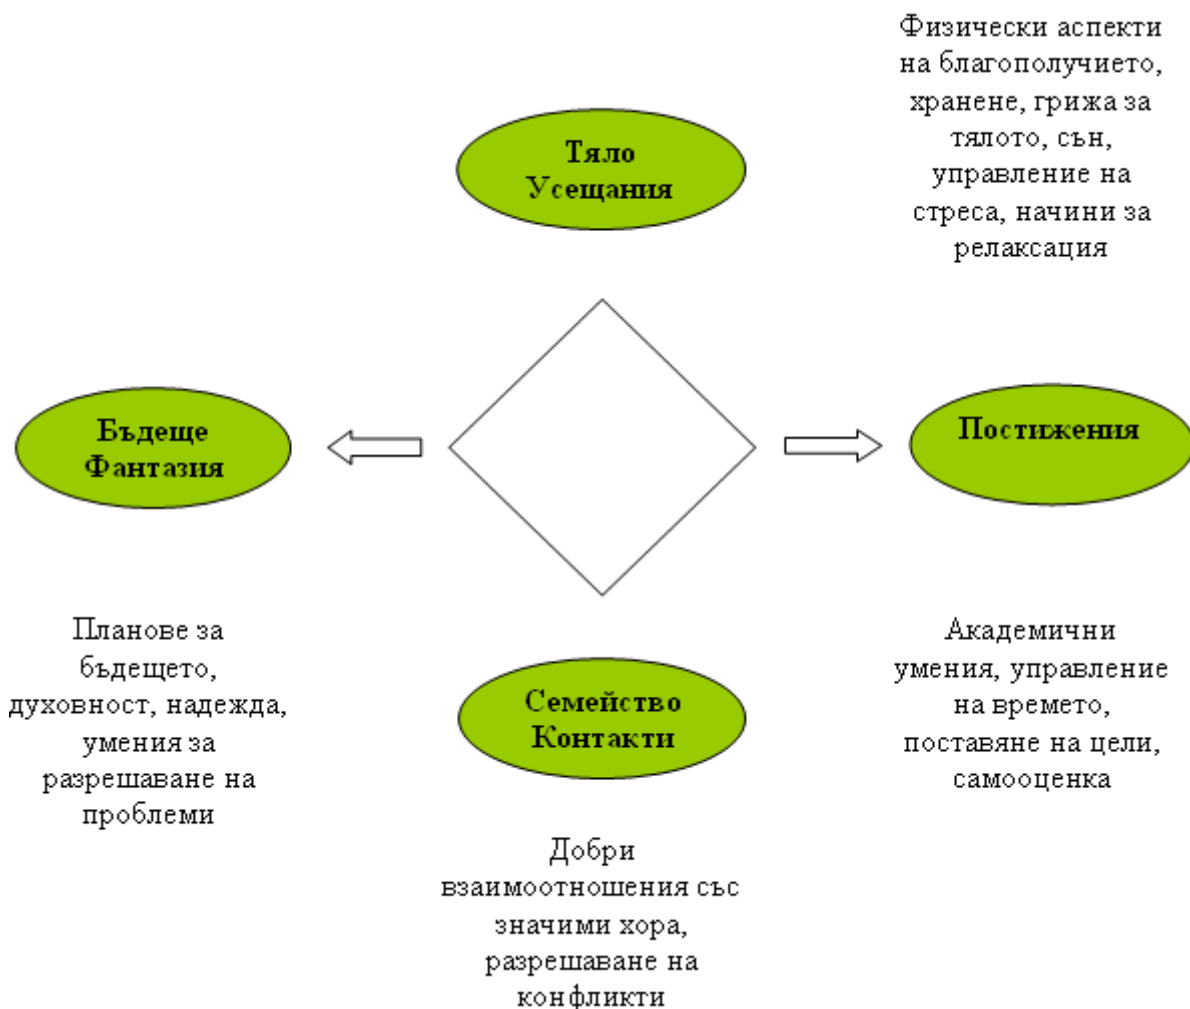 Физически аспекти
на благополучието,
хранене, грижа за
тялото, сън,
управление на
стреса, начини за
релаксация
Тяло
Усещания
Бъдеще
Фантазия
Постижения
Планове за
бъдещето,
духовност, надежда,
умения за
разрешаване на
проблеми
Семейство
Контакти
Академични
умения, управление
на времето,
поставяне на цели,
самооценка
Добри
взаимоотношения със
значими хора,
разрешаване на
конфликти